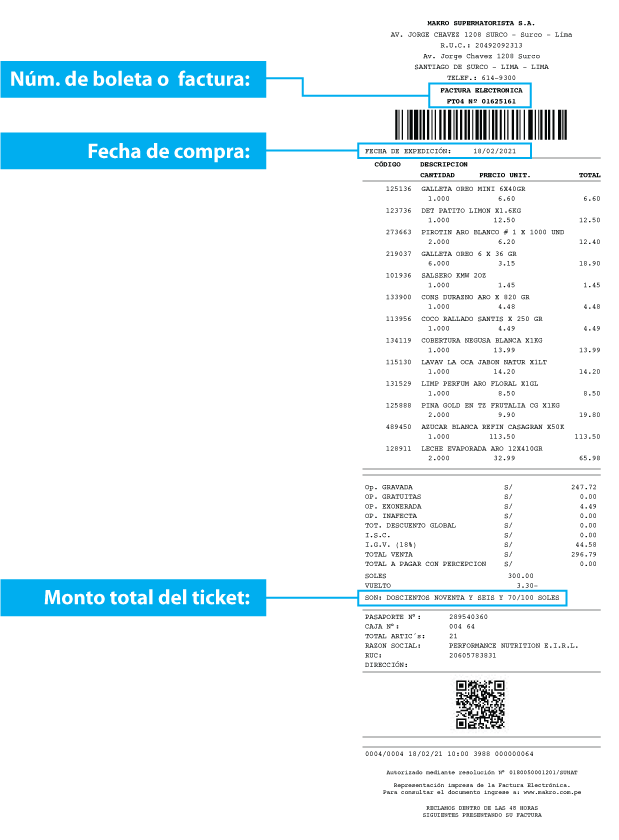 MAKRO SUPERMATORISTA S.A.
AV. JORGE CHAVEZ 1208 SURCO - Surco - Lima
R.U.C.: 20492092313
Av. Jorge Chavez 1208 Surco
SANTIAGO DE SURCO - LIMA - LIMA
TELEF.: 614-9300
Núm. de boleta o factura:
FACTURA ELECTRONICA
FT04 Nº 01625161
Fecha de compra:
FECHA DE EXPEDICIÓN: 18/02/2021
CÓDIGO DESCRIPCION
CANTIDAD PRECIO UNIT. TOTAL
125136 GALLETA OREO MINI 6X40GR
1.000 6.60 6.60
123736 DET PATITO LIMON X1.6KG
1.000 12.50 12.50
273663 PIROTIN ARO BLANCO # 1 X 1000 UND
2.000 6.20 12.40
219037 GALLETA OREO 6 X 36 GR
6.000 3.15 18.90
101936 SALSERO KMW 2OZ
1.000 1.45 1.45
133900 CONS DURAZNO ARO X 820 GR
1.000 4.48 4.48
113956 COCO RALLADO SANTIS X 250 GR
1.000 4.49 4.49
134119 COBERTURA NEGUSA BLANCA X1KG
1.000 13.99 13.99
115130 LAVAV LA OCA JABON NATUR X1LT
1.000 14.20 14.20
131529 LIMP PERFUM ARO FLORAL X1GL
1.000 8.50 8.50
125888 PINA GOLD EN TZ FRUTALIA CG X1KG
2.000 9.90 19.80
489450 AZUCAR BLANCA REFIN CASAGRAN X50K
1.000 113.50 113.50
128911 LECHE EVAPORADA ARO 12X410GR
2.000 32.99 65.98
Op. GRAVADA S/ 247.72
OP. GRATUITAS S/ 0.00
OP. EXONERADA S/ 4.49
OP. INAFECTA S/ 0.00
TOT. DESCUENTO GLOBAL S/ 0.00
I.S.C. S/ 0.00
I.G.V. (18%) S/ 44.58
TOTAL VENTA S/ 296.79
TOTAL A PAGAR CON PERCEPCION S/ 0.00
SOLES 300.00
VUELTO 3.30-
Monto total del ticket:
SON: DOSCIENTOS NOVENTA Y SEIS Y 70/100 SOLES
PASAPORTE Nº: 289540360
CAJA Nº: 004 64
TOTAL ARTIC´s: 21
RAZON SOCIAL: PERFORMANCE NUTRITION E.I.R.L.
RUC: 20605783831
DIRECCIÓN:
0004/0004 18/02/21 10:00 3988 000000064
Autorizado mediante resolución Nº 0180050001201/SUNAT
Representación impresa de la Factura Electrónica.
Para consultar el documento ingrese a: www.makro.com.pe
RECLAMOS DENTRO DE LAS 48 HORAS
SIGUIENTES PRESENTANDO SU FACTURA